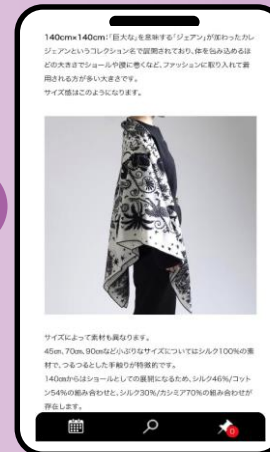 140cm×140cm:「巨大な」を意味する「ジェアン」が加わったカレ
ジェアンというコレクション名で展開されており、体を包み込めるほ
どの大きさでショールや腰に巻くなど、ファッションに取り入れて着
用される方が多い大きさです。
サイズ感はこのようになります。
サイズによって素材も異なります。
45cm、70cm、90cmなど小ぶりなサイズについてはシルク100%の素
材で、つるつるとした手触りが特徴的です。
140cmからはショールとしての展開になるため、シルク46%/コット
ン54%の組み合わせと、シルク30%/カシミア70%の組み合わせが
存在します。
0